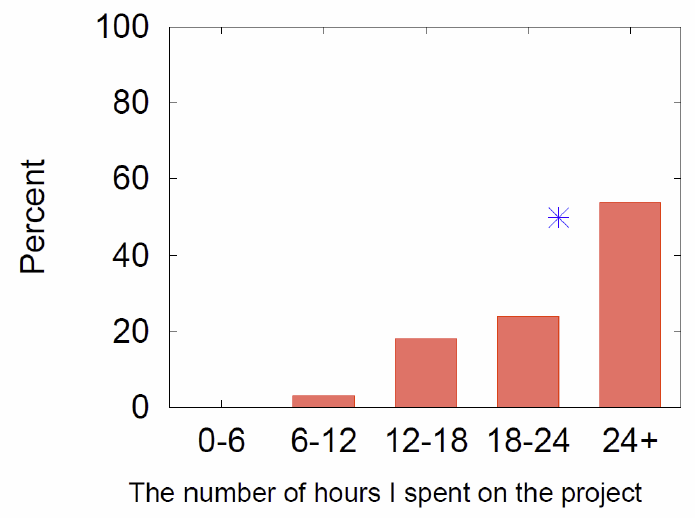 100
80
60
40
20
0
Percent
0-6 6-12 12-18 18-24 24+
The number of hours I spent on the project